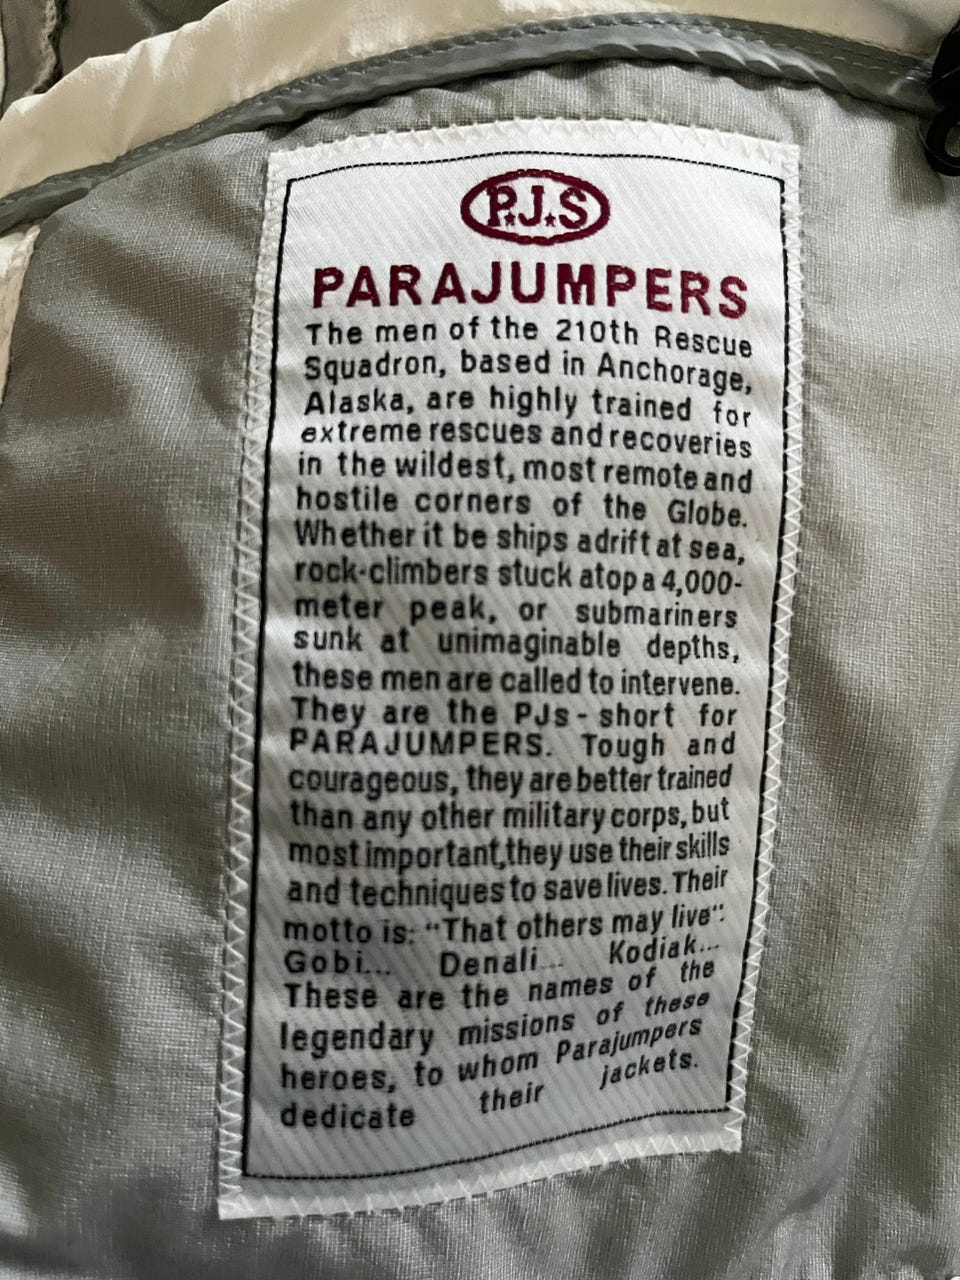 P.J.S
PARAJUMPERS
The men of the 210th Rescue
Squadron, based in Anchorage,
Alaska, are highly trained for
extreme rescues and recoveries
in the wildest, most remote and
hostile corners of the Globe.
Whether it be ships adrift at sea,
rock-climbers stuck atop a 4,000-
meter peak, or submariners
sunk at unimaginable depths,
these men are called to intervene.
They are the PJs - short for
PARAJUMPERS. Tough and
courageous, they are better trained
than any other military corps, but
most important,they use their skills
and techniques to save lives. Their
motto is: "That others may live":
Gobi... Denali... Kodiak...
These are the names of the
legendary missions of these
heroes, to whom Parajumpers
dedicate their jackets.